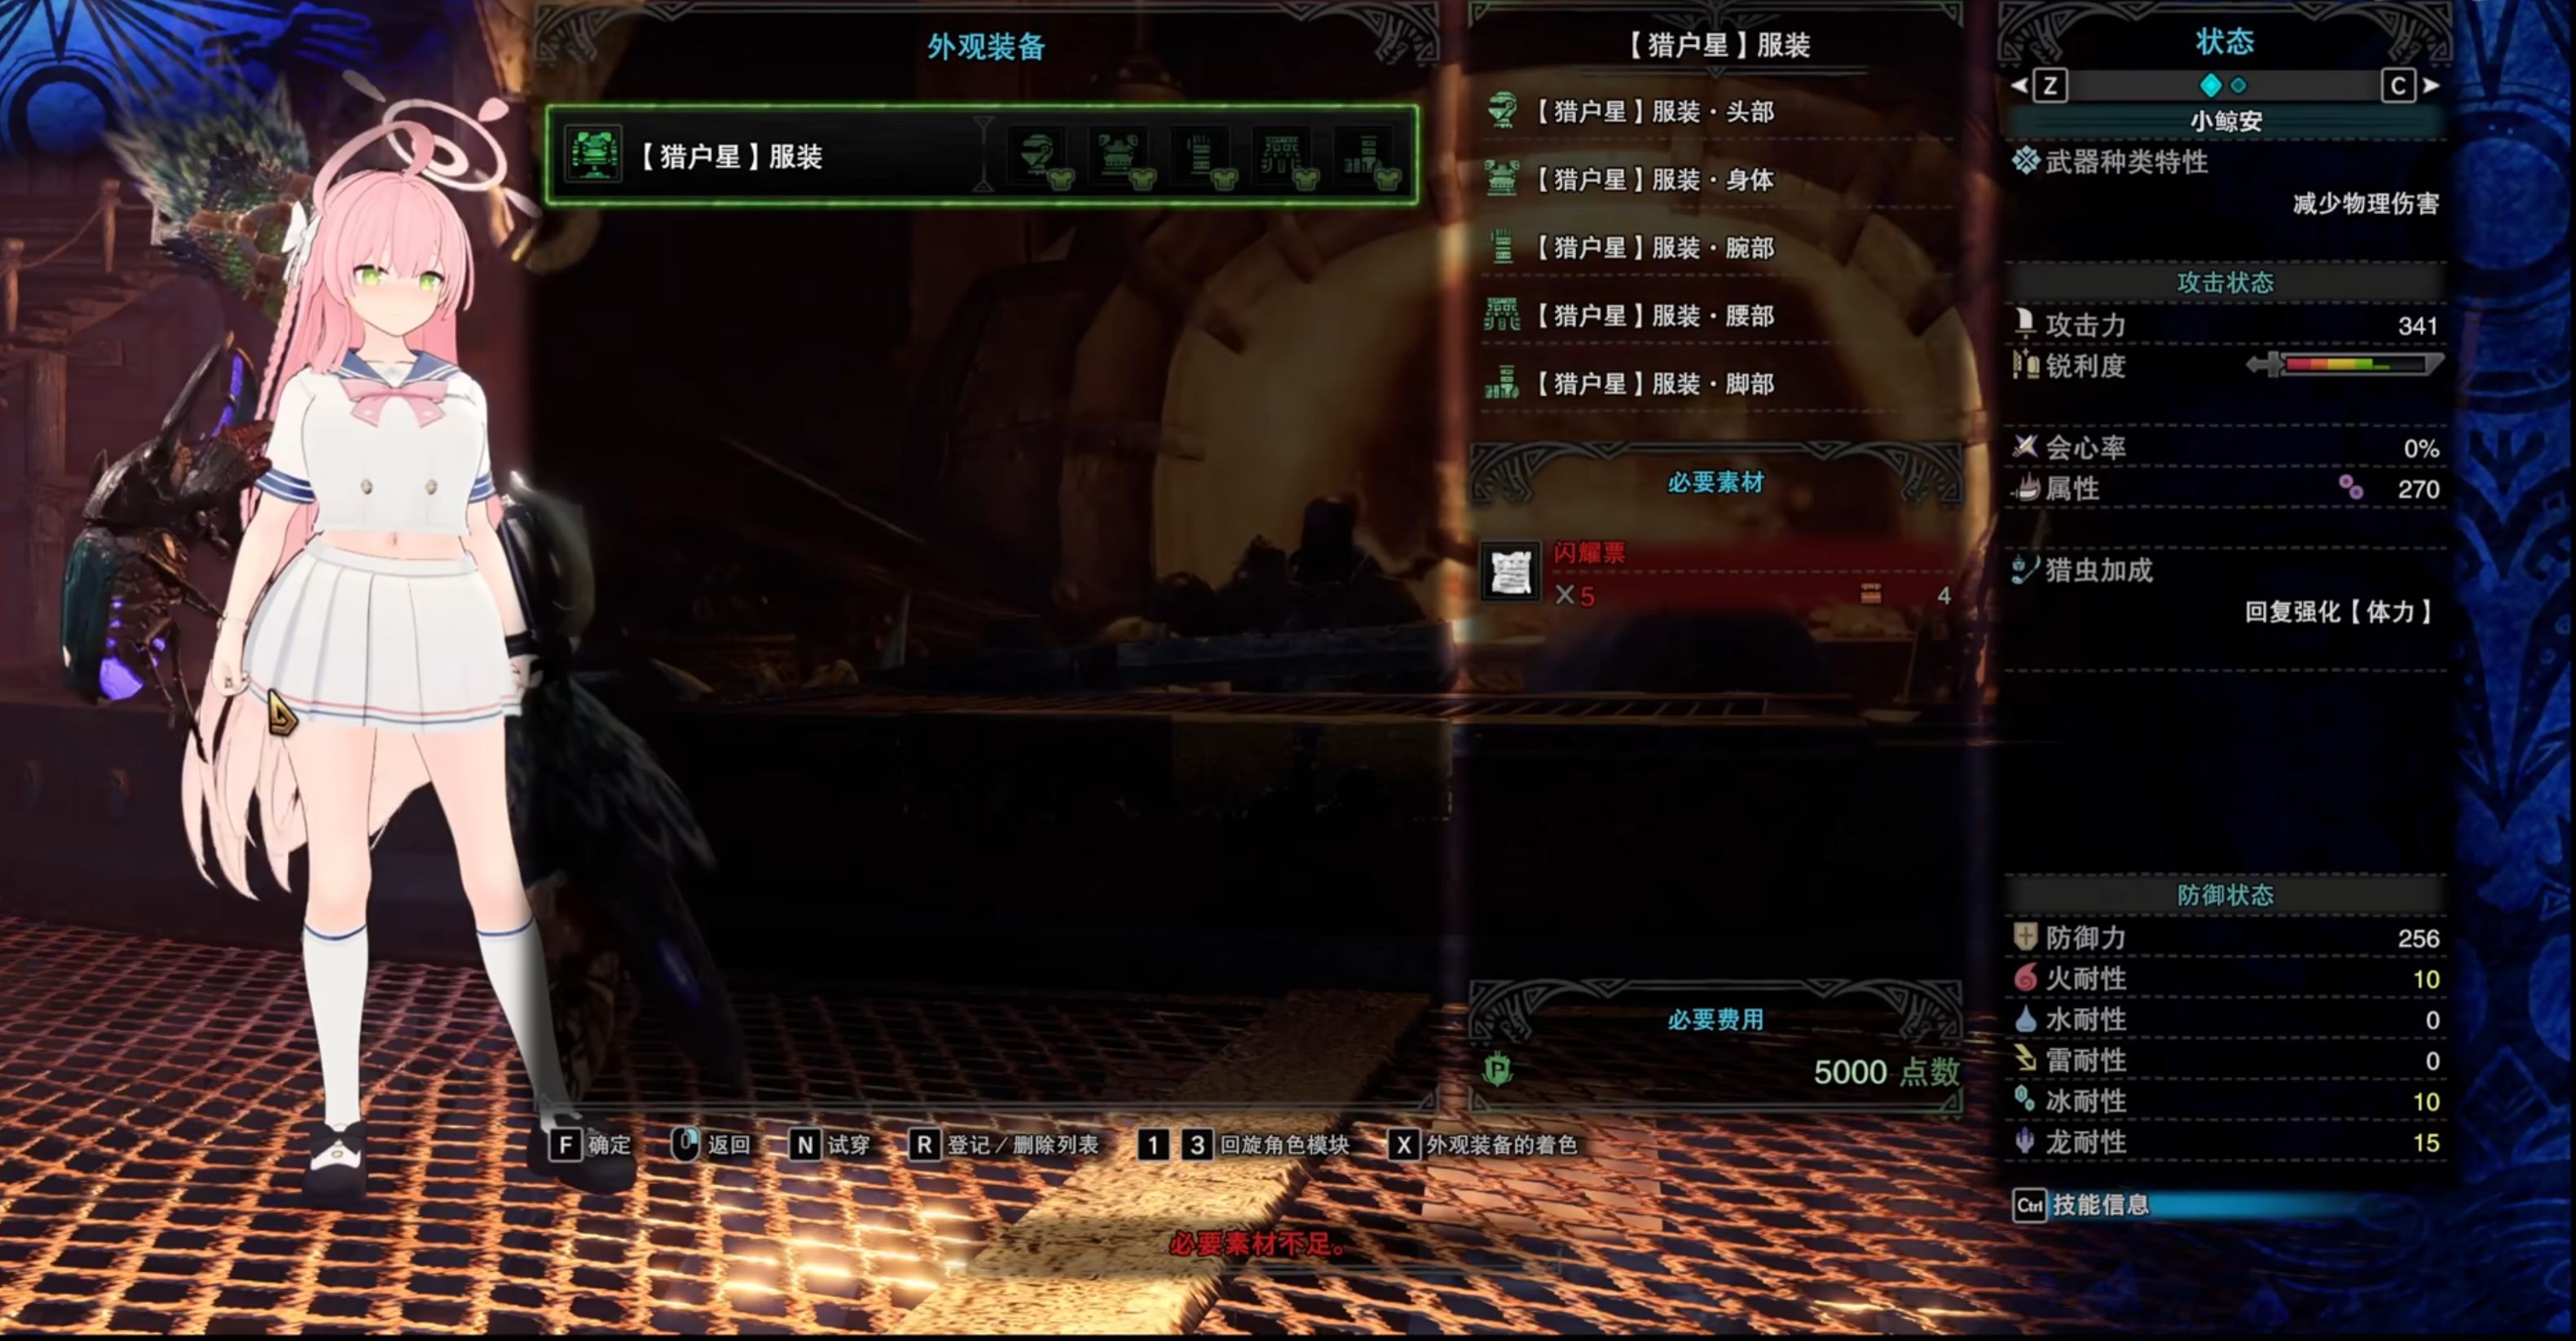 外观装备
【猎户星】服装
【猎户星】服装
【猎户星】服装・头部
【猎户星】服装・身体
【猎户星】服装・腕部
【猎户星】服装・腰部
【猎户星】服装・脚部
必要素材
闪耀票
×5 4
必要费用
P 5000 点数
状态
Z C
小鲸安
武器种类特性
减少物理伤害
攻击状态
攻击力 341
锐利度
会心率 0%
属性 270
猎虫加成
回复强化【体力】
防御状态
防御力 256
火耐性 10
水耐性 0
雷耐性 0
冰耐性 10
龙耐性 15
Ctrl 技能信息
F 确定 返回 N 试穿 R 登记／删除列表 1 3 回旋角色模块 X 外观装备的着色
必要素材不足。